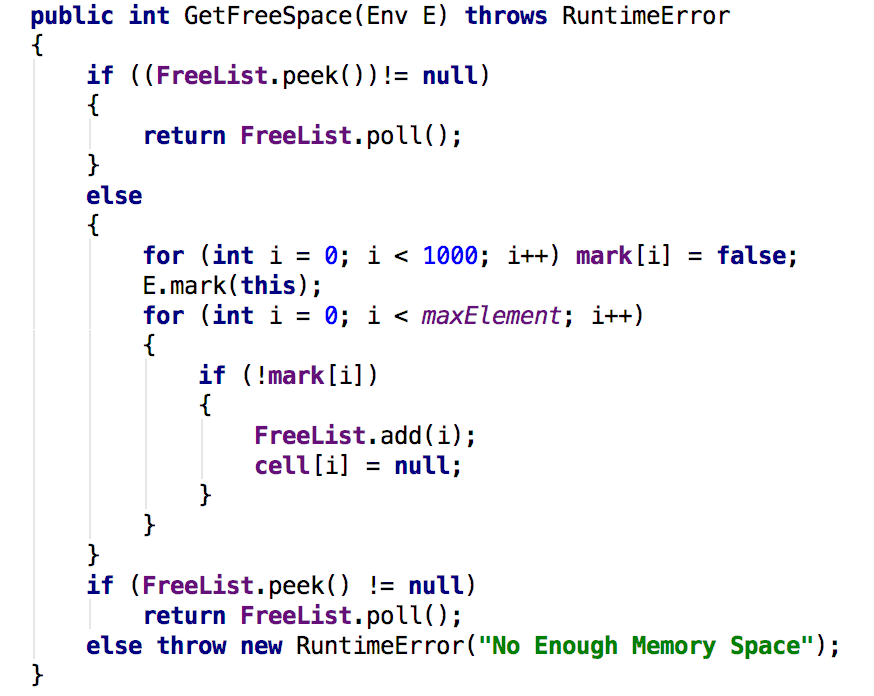 public int GetFreeSpace(Env E) throws RuntimeError
{
    if ((FreeList.peek())!= null)
    {
        return FreeList.poll();
    }
    else
    {
        for (int i = 0; i < 1000; i++) mark[i] = false;
        E.mark(this);
        for (int i = 0; i < maxElement; i++)
        {
            if (!mark[i])
            {
                FreeList.add(i);
                cell[i] = null;
            }
        }
    }
    if (FreeList.peek() != null)
        return FreeList.poll();
    else throw new RuntimeError("No Enough Memory Space");
}